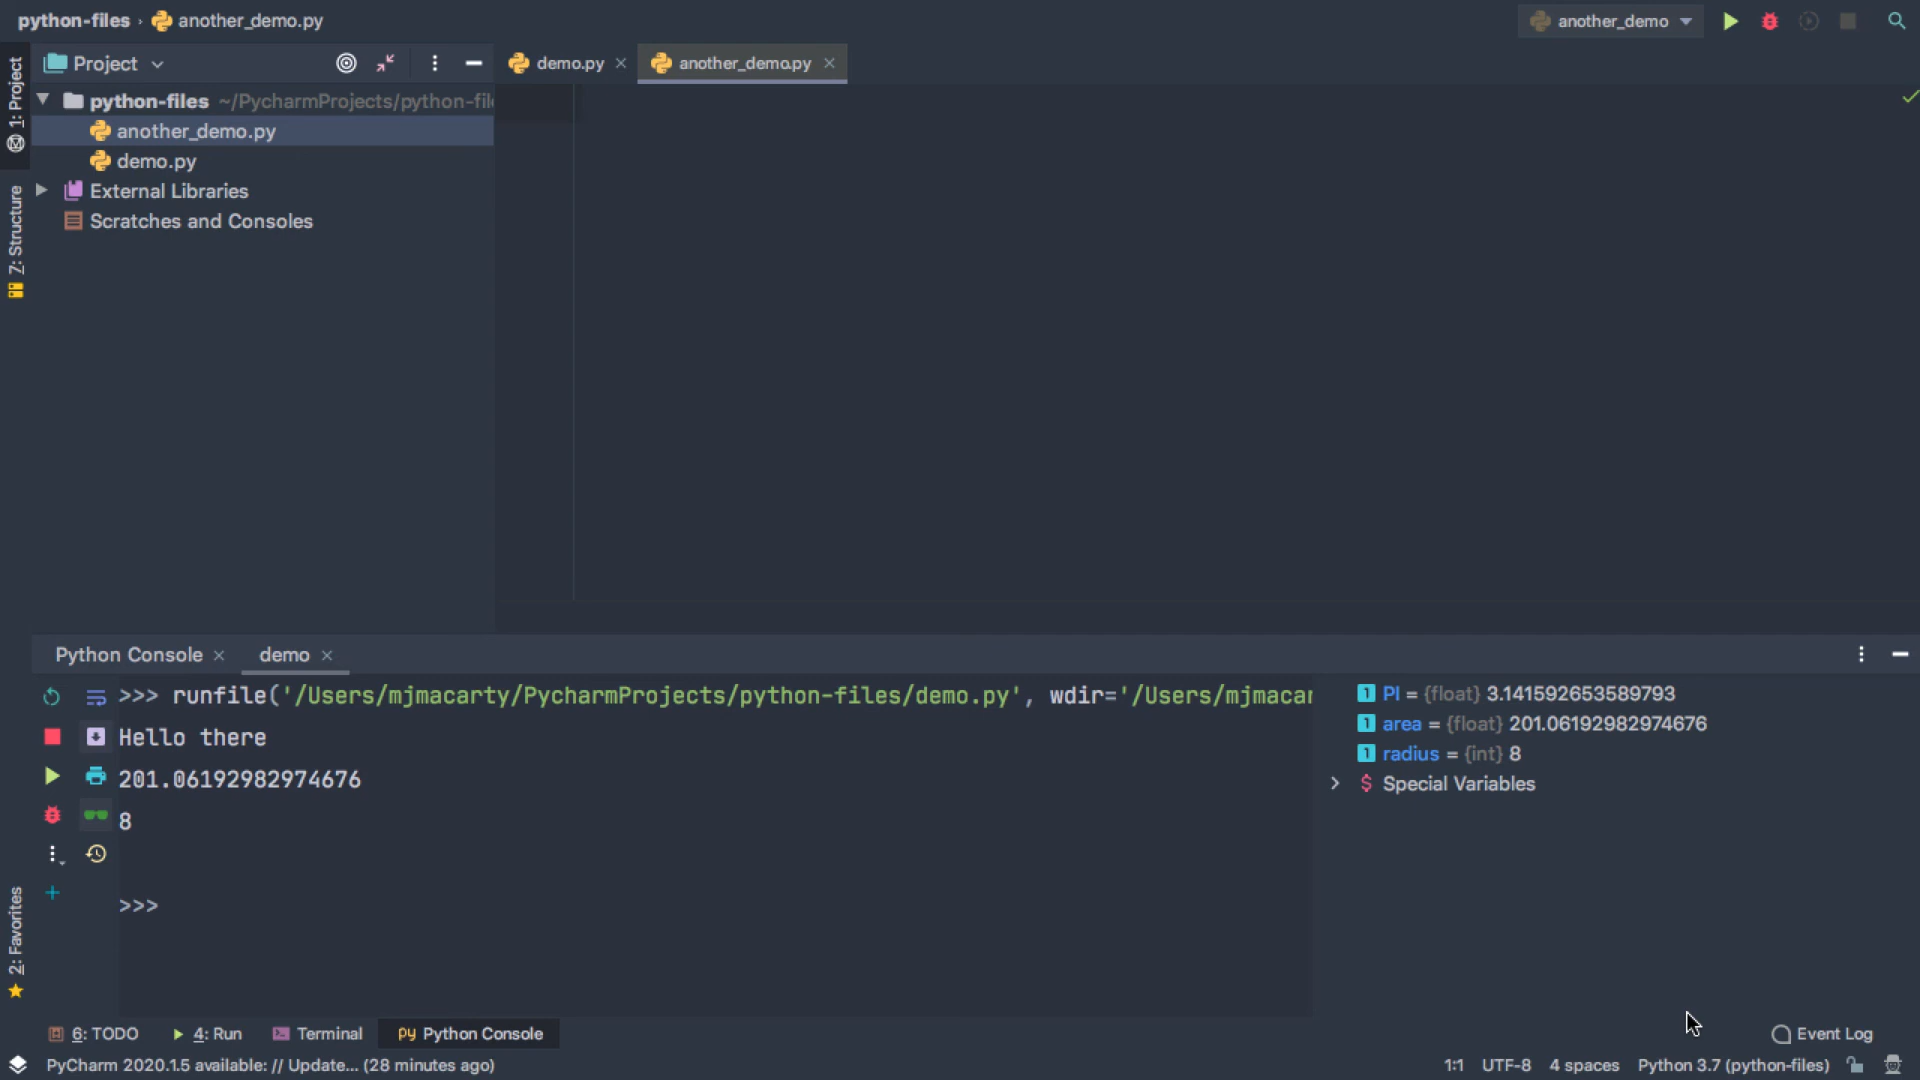 python-files › another_demo.py
another_demo
1: Project
Project
demo.py
another_demo.py
python-files ~/PycharmProjects/python-fil
another_demo.py
demo.py
External Libraries
Scratches and Consoles
Z: Structure
Python Console
demo
>>> runfile('/Users/mjmacarty/PycharmProjects/python-files/demo.py', wdir='/Users/mjmacar
Hello there
201.06192982974676
8
>>>
PI = {float} 3.141592653589793
area = {float} 201.06192982974676
radius = {int} 8
Special Variables
2: Favorites
6: TODO
4: Run
Terminal
Python Console
Event Log
PyCharm 2020.1.5 available: // Update... (28 minutes ago)
1:1 UTF-8 4 spaces Python 3.7 (python-files)